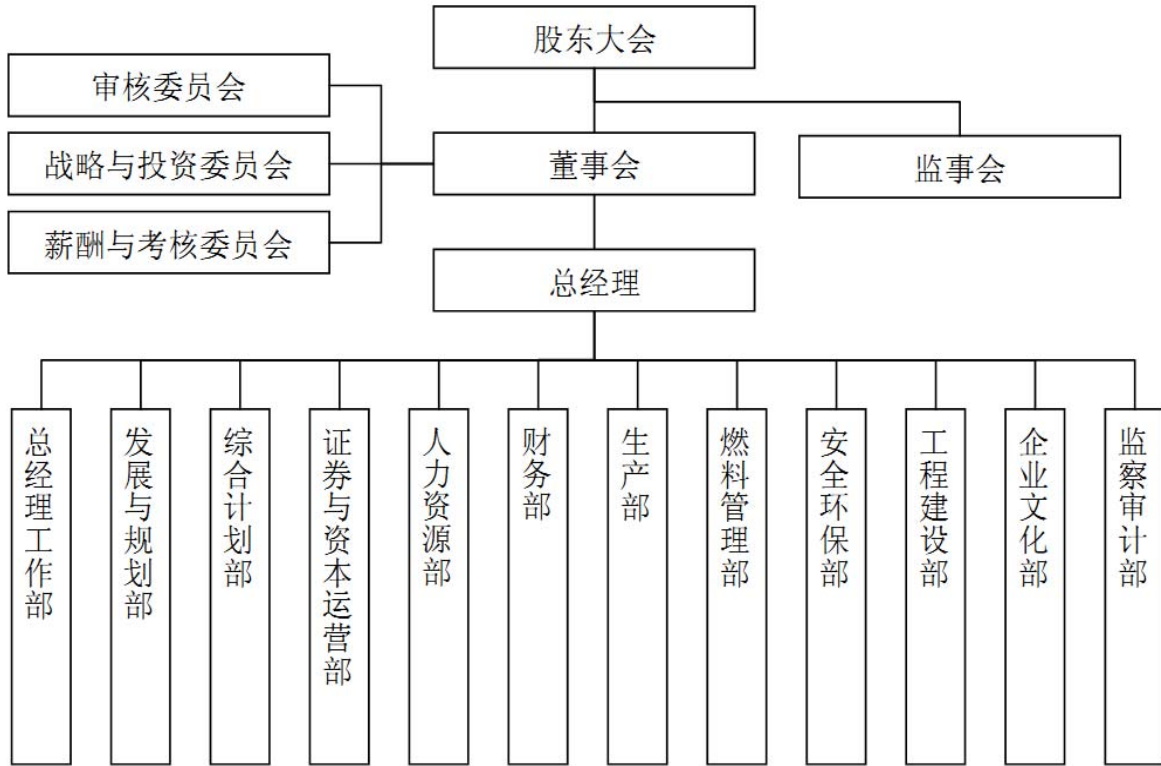 股东大会
审核委员会
战略与投资委员会
董事会
监事会
薪酬与考核委员会
总经理
总经理工作部
发展与规划部
综合计划部
证券与资本运营部
人力资源部
财务部
生产部
燃料管理部
安全环保部
工程建设部
企业文化部
监察审计部